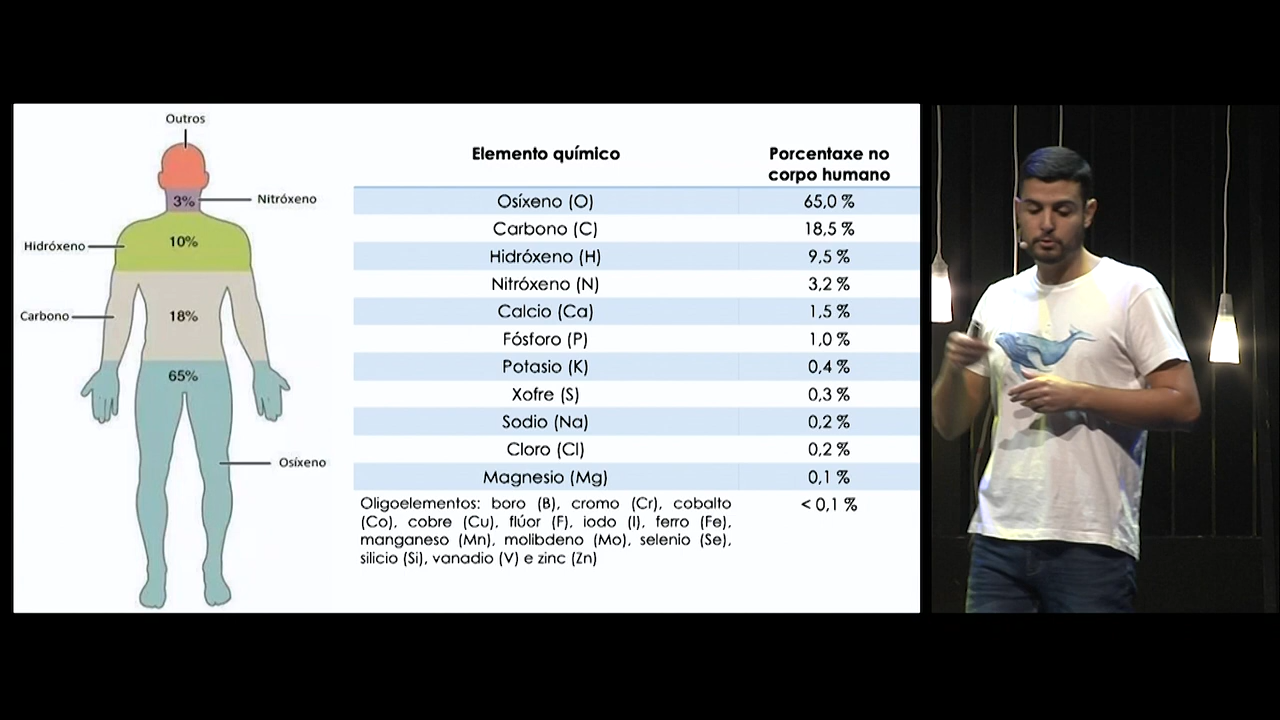 Outros
3%
Nitróxeno
Hidróxeno
10%
Carbono
18%
65%
Osíxeno
Elemento químico
Porcentaxe no
corpo humano
Osíxeno (O) 65,0 %
Carbono (C) 18,5 %
Hidróxeno (H) 9,5 %
Nitróxeno (N) 3,2 %
Calcio (Ca) 1,5 %
Fósforo (P) 1,0 %
Potasio (K) 0,4 %
Xofre (S) 0,3 %
Sodio (Na) 0,2 %
Cloro (Cl) 0,2 %
Magnesio (Mg) 0,1 %
Oligoelementos: boro (B), cromo (Cr), cobalto < 0,1 %
(Co), cobre (Cu), flúor (F), iodo (I), ferro (Fe),
manganeso (Mn), molibdeno (Mo), selenio (Se),
silicio (Si), vanadio (V) e zinc (Zn)